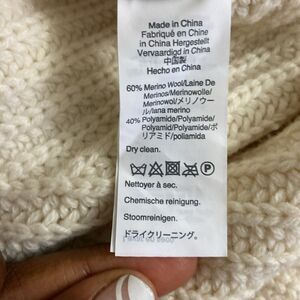 Made in China
Fabriqué en Chine
in China Hergestellt
Vervaardigd in China
中国製
Hecho en China
60% Merino Wool/Laine De
Merinos/Merinowolle/
Merinowol/メリノウー
ル/lana merino
40% Polyamide/Polyamide/
Polyamid/Polyamide/ポ
リアミド/poliamida
Dry clean.
P
Nettoyer à sec.
Chemische reinigung.
Stoomreinigen.
ドライクリーニング。